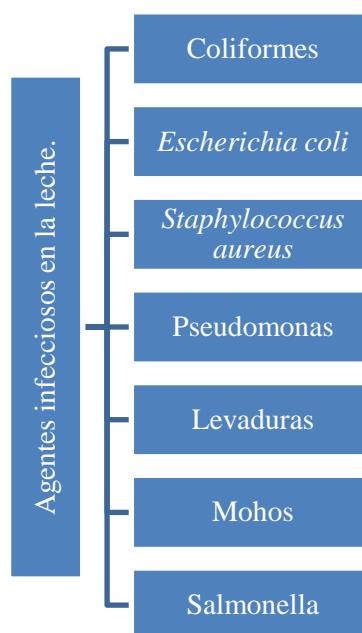 Agentes infecciosos en la leche.
Coliformes
Escherichia coli
Staphylococcus
aureus
Pseudomonas
Levaduras
Mohos
Salmonella